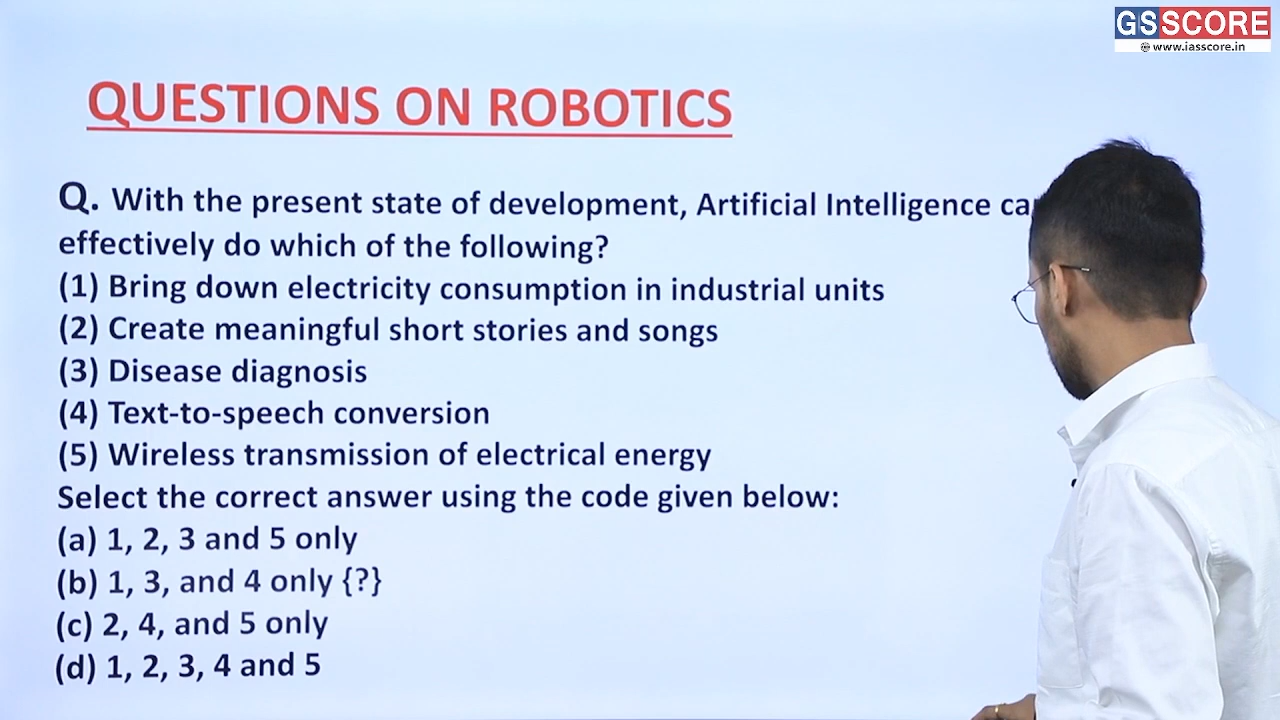 GSSCORE
www.iasscore.in
QUESTIONS ON ROBOTICS
Q. With the present state of development, Artificial Intelligence
effectively do which of the following?
(1) Bring down electricity consumption in industrial units
(2) Create meaningful short stories and songs
(3) Disease diagnosis
(4) Text-to-speech conversion
(5) Wireless transmission of electrical energy
Select the correct answer using the code given below:
(a) 1, 2, 3 and 5 only
(b) 1, 3, and 4 only {?}
(c) 2, 4, and 5 only
(d) 1, 2, 3, 4 and 5